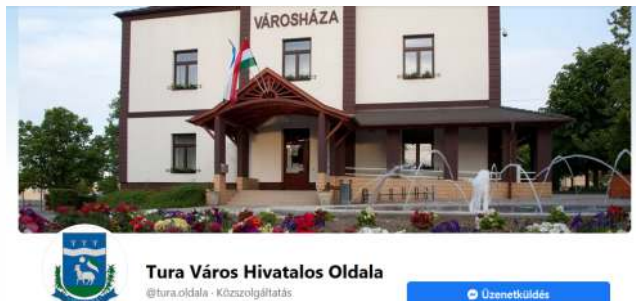 VÁROSHÁZA
Tura Város Hivatalos Oldala
@tura.oldala · Közszolgáltatás
Üzenetküldés